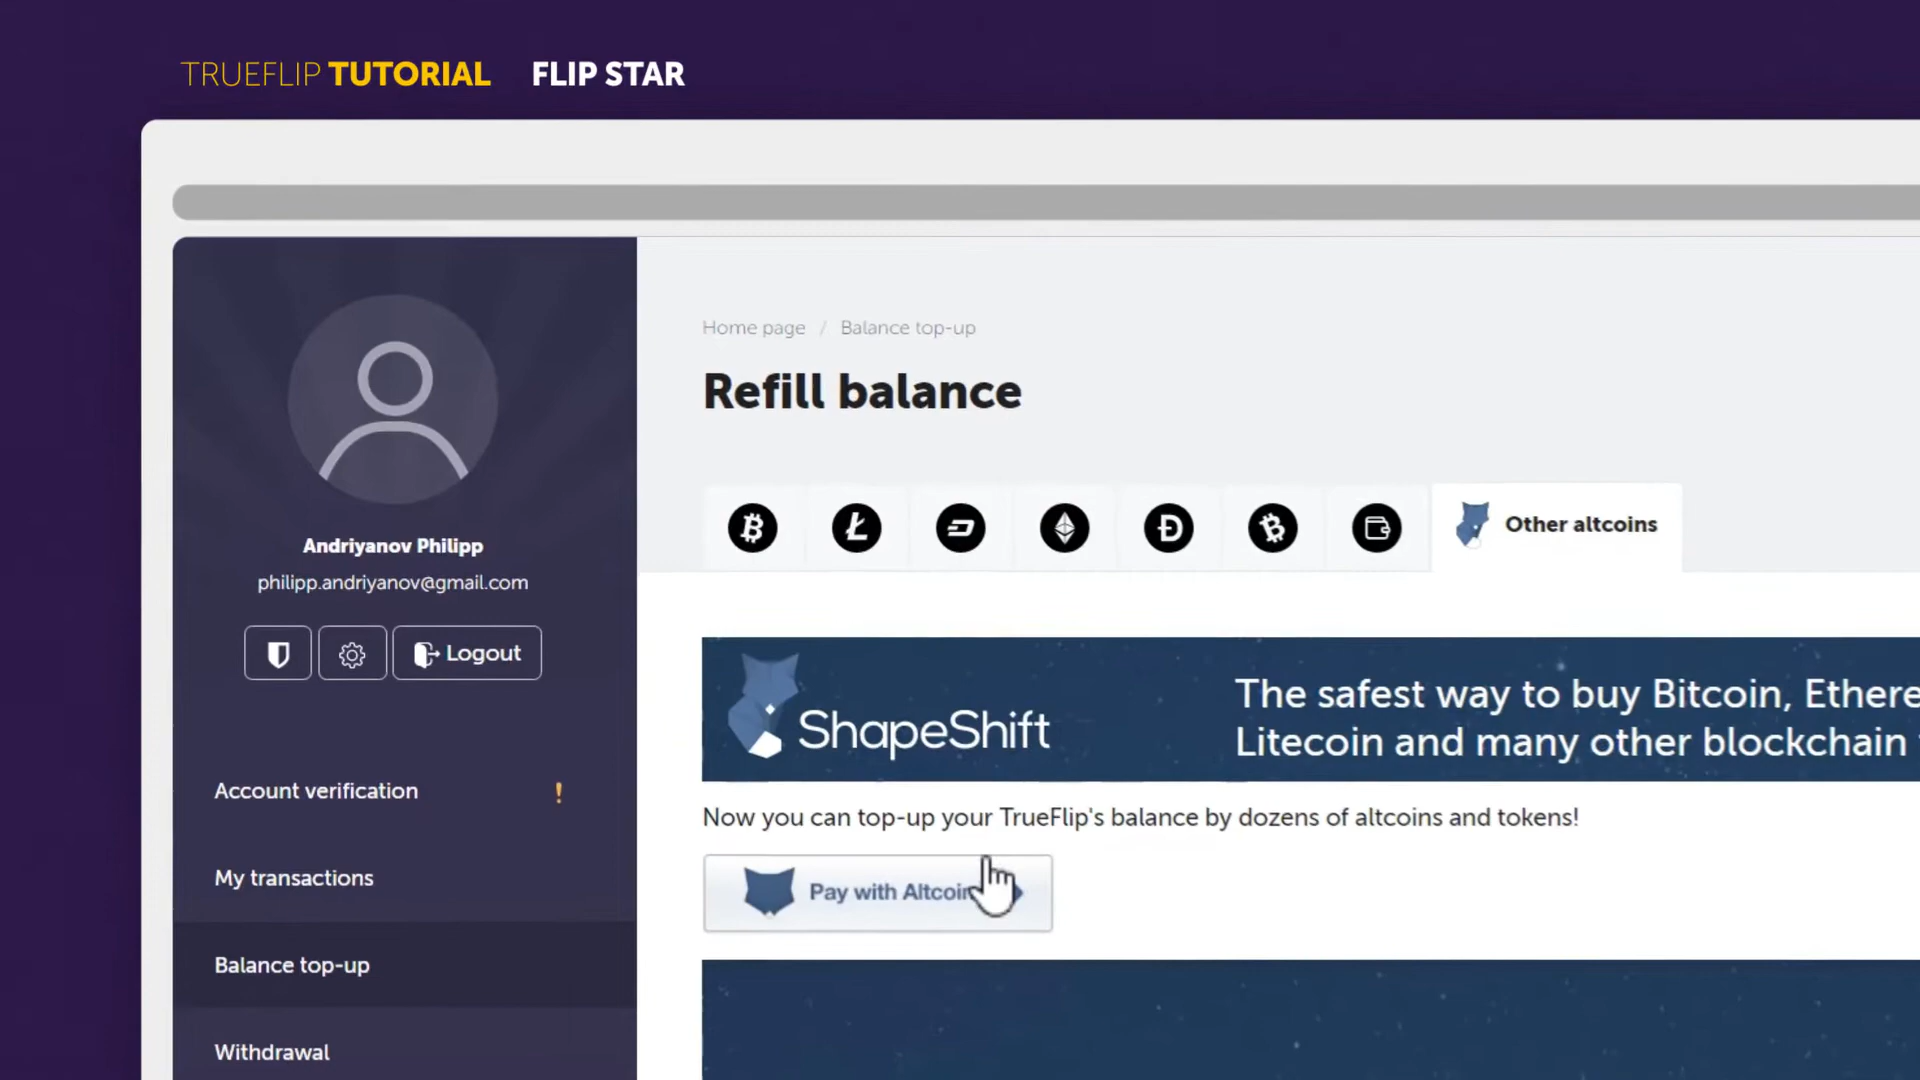 TRUEFLIP TUTORIAL FLIP STAR
Home page / Balance top-up
Refill balance
Other altcoins
Andriyanov Philipp
philipp.andriyanov@gmail.com
Logout
ShapeShift
The safest way to buy Bitcoin, Ethere
Litecoin and many other blockchain
Now you can top-up your TrueFlip's balance by dozens of altcoins and tokens!
Pay with Altcoin
Account verification !
My transactions
Balance top-up
Withdrawal